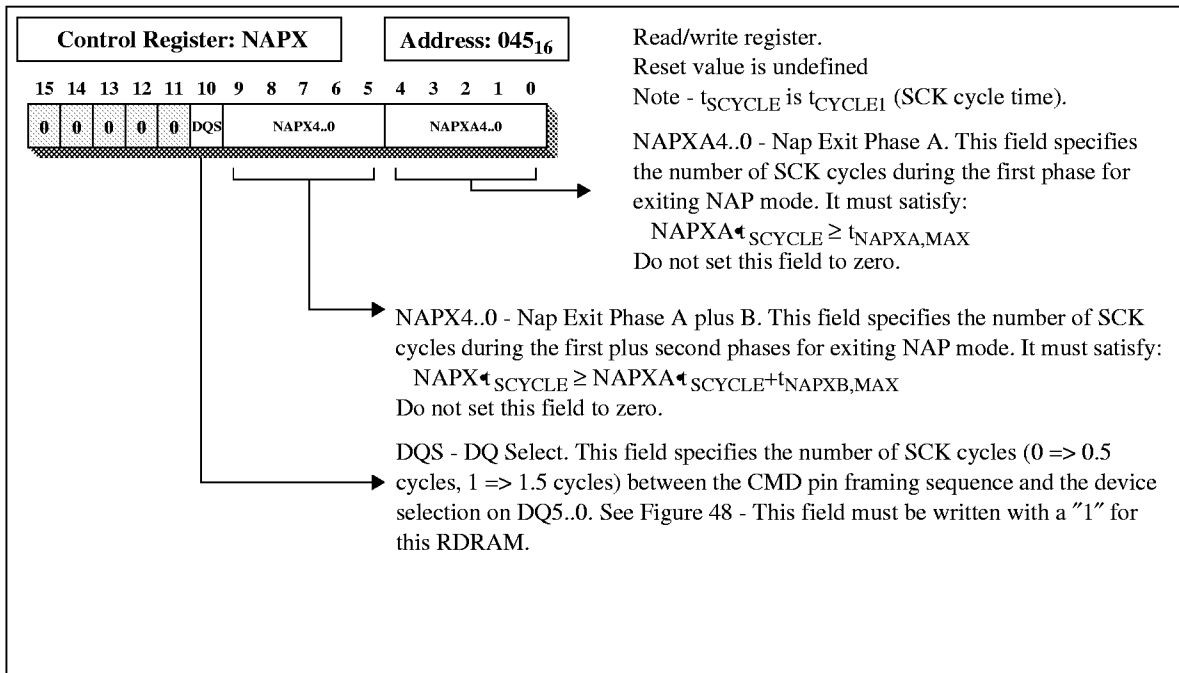 Control Register: NAPX
Address: 045₁₆
15 14 13 12 11 10 9 8 7 6 5 4 3 2 1 0
0 0 0 0 0 DQS NAPX4..0 NAPXA4..0
Read/write register.
Reset value is undefined
Note - tSCYCLE is tCYCLE1 (SCK cycle time).
NAPXA4..0 - Nap Exit Phase A. This field specifies
the number of SCK cycles during the first phase for
exiting NAP mode. It must satisfy:
NAPXA•tSCYCLE ≥ tNAPXA,MAX
Do not set this field to zero.
NAPX4..0 - Nap Exit Phase A plus B. This field specifies the number of SCK
cycles during the first plus second phases for exiting NAP mode. It must satisfy:
NAPX•tSCYCLE ≥ NAPXA•tSCYCLE+tNAPXB,MAX
Do not set this field to zero.
DQS - DQ Select. This field specifies the number of SCK cycles (0 => 0.5
cycles, 1 => 1.5 cycles) between the CMD pin framing sequence and the device
selection on DQ5..0. See Figure 48 - This field must be written with a ″1″ for
this RDRAM.